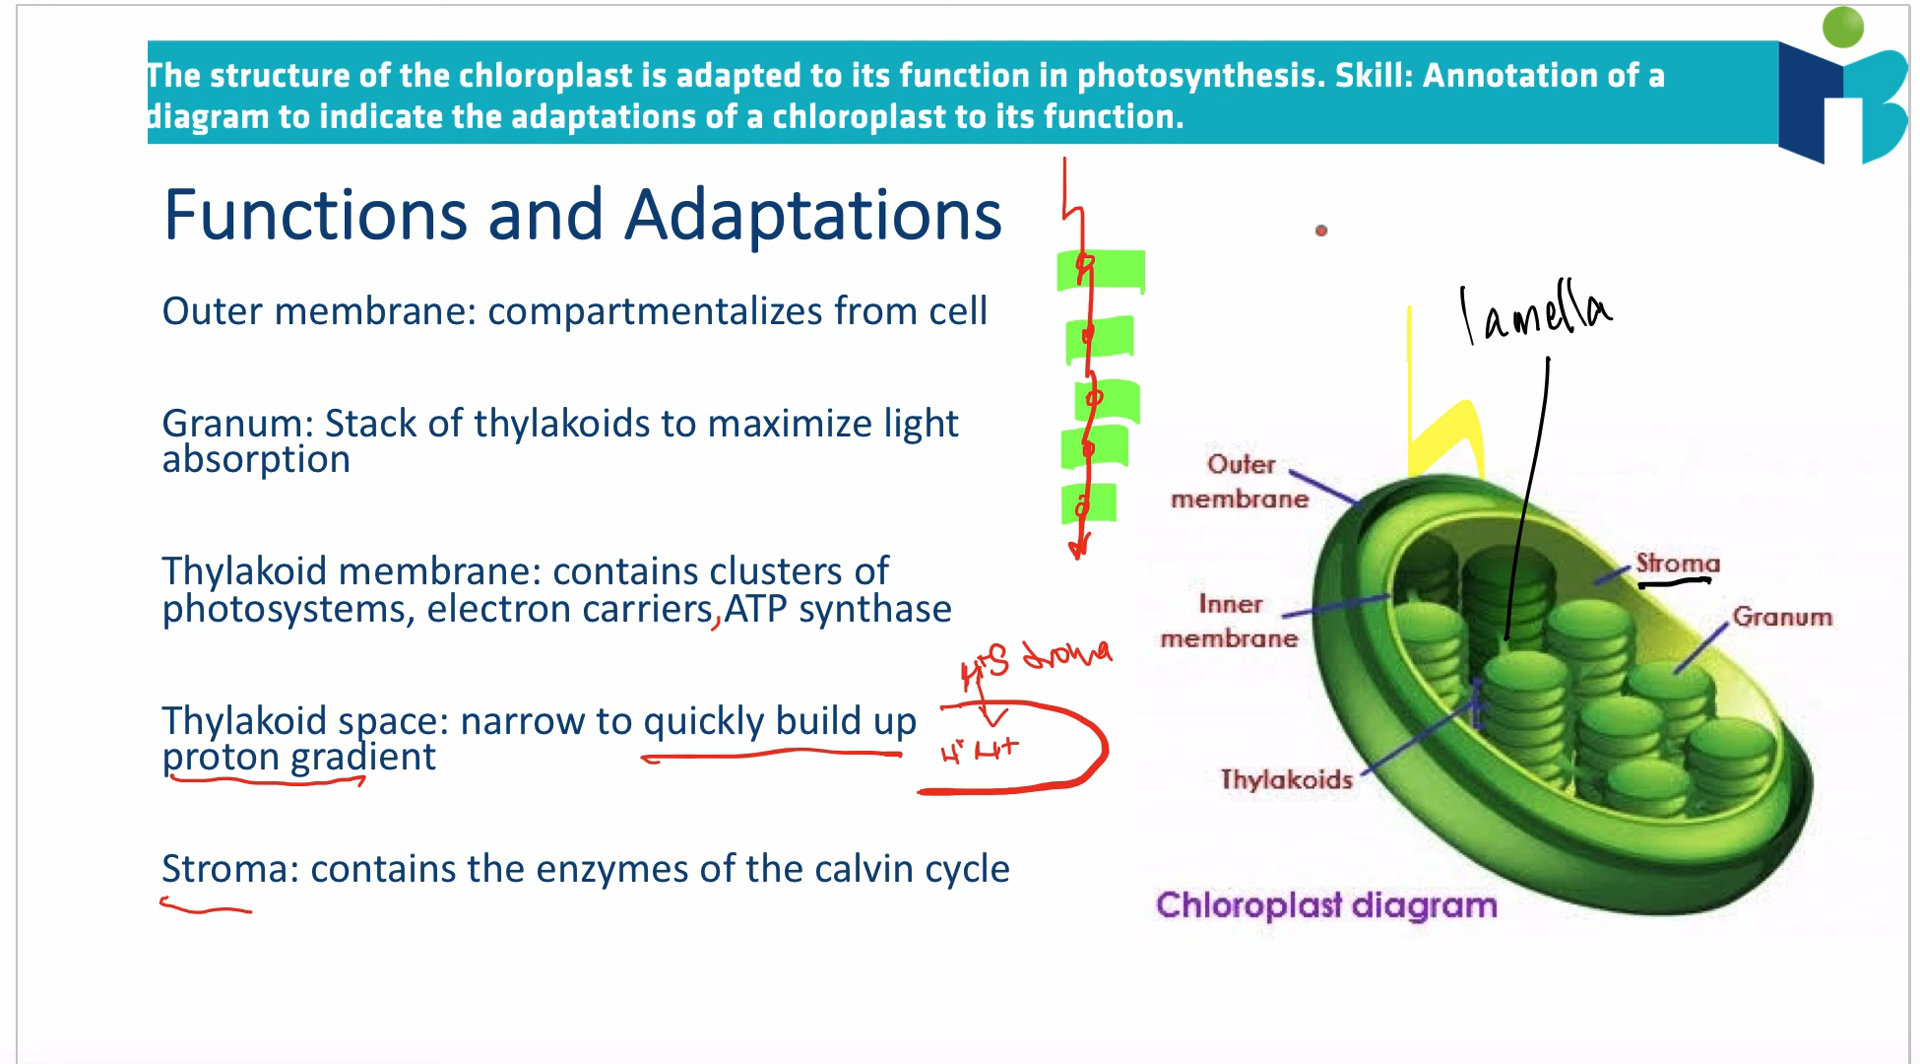 The structure of the chloroplast is adapted to its function in photosynthesis. Skill: Annotation of a
diagram to indicate the adaptations of a chloroplast to its function.
Functions and Adaptations
Outer membrane: compartmentalizes from cell
Granum: Stack of thylakoids to maximize light
absorption
Thylakoid membrane: contains clusters of
photosystems, electron carriers,ATP synthase
Thylakoid space: narrow to quickly build up
proton gradient
Stroma: contains the enzymes of the calvin cycle
H+ Stroma
H+ H+
lamella
Outer
membrane
Stroma
Inner
membrane
Granum
Thylakoids
Chloroplast diagram